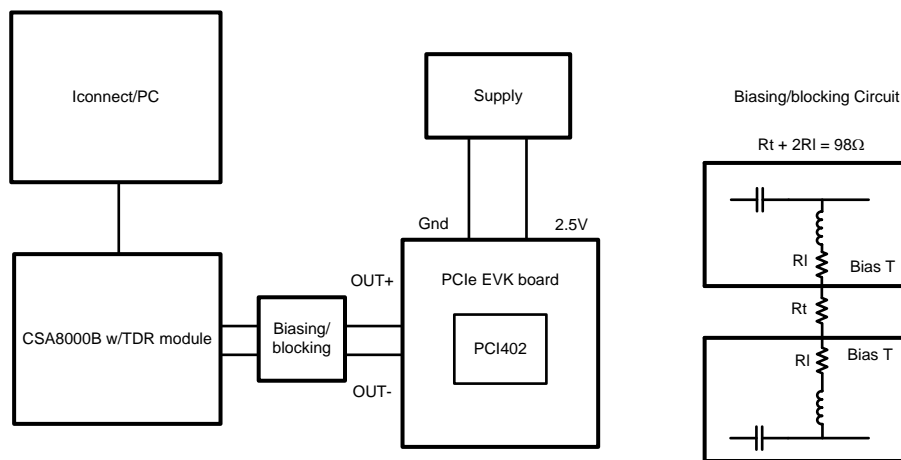 Iconnect/PC
Supply
Biasing/blocking Circuit
Rt + 2Rl = 98Ω
Gnd
2.5V
Rl
Bias T
OUT+
PCIe EVK board
CSA8000B w/TDR module
Biasing/
blocking
PCI402
Rt
Rl
Bias T
OUT-